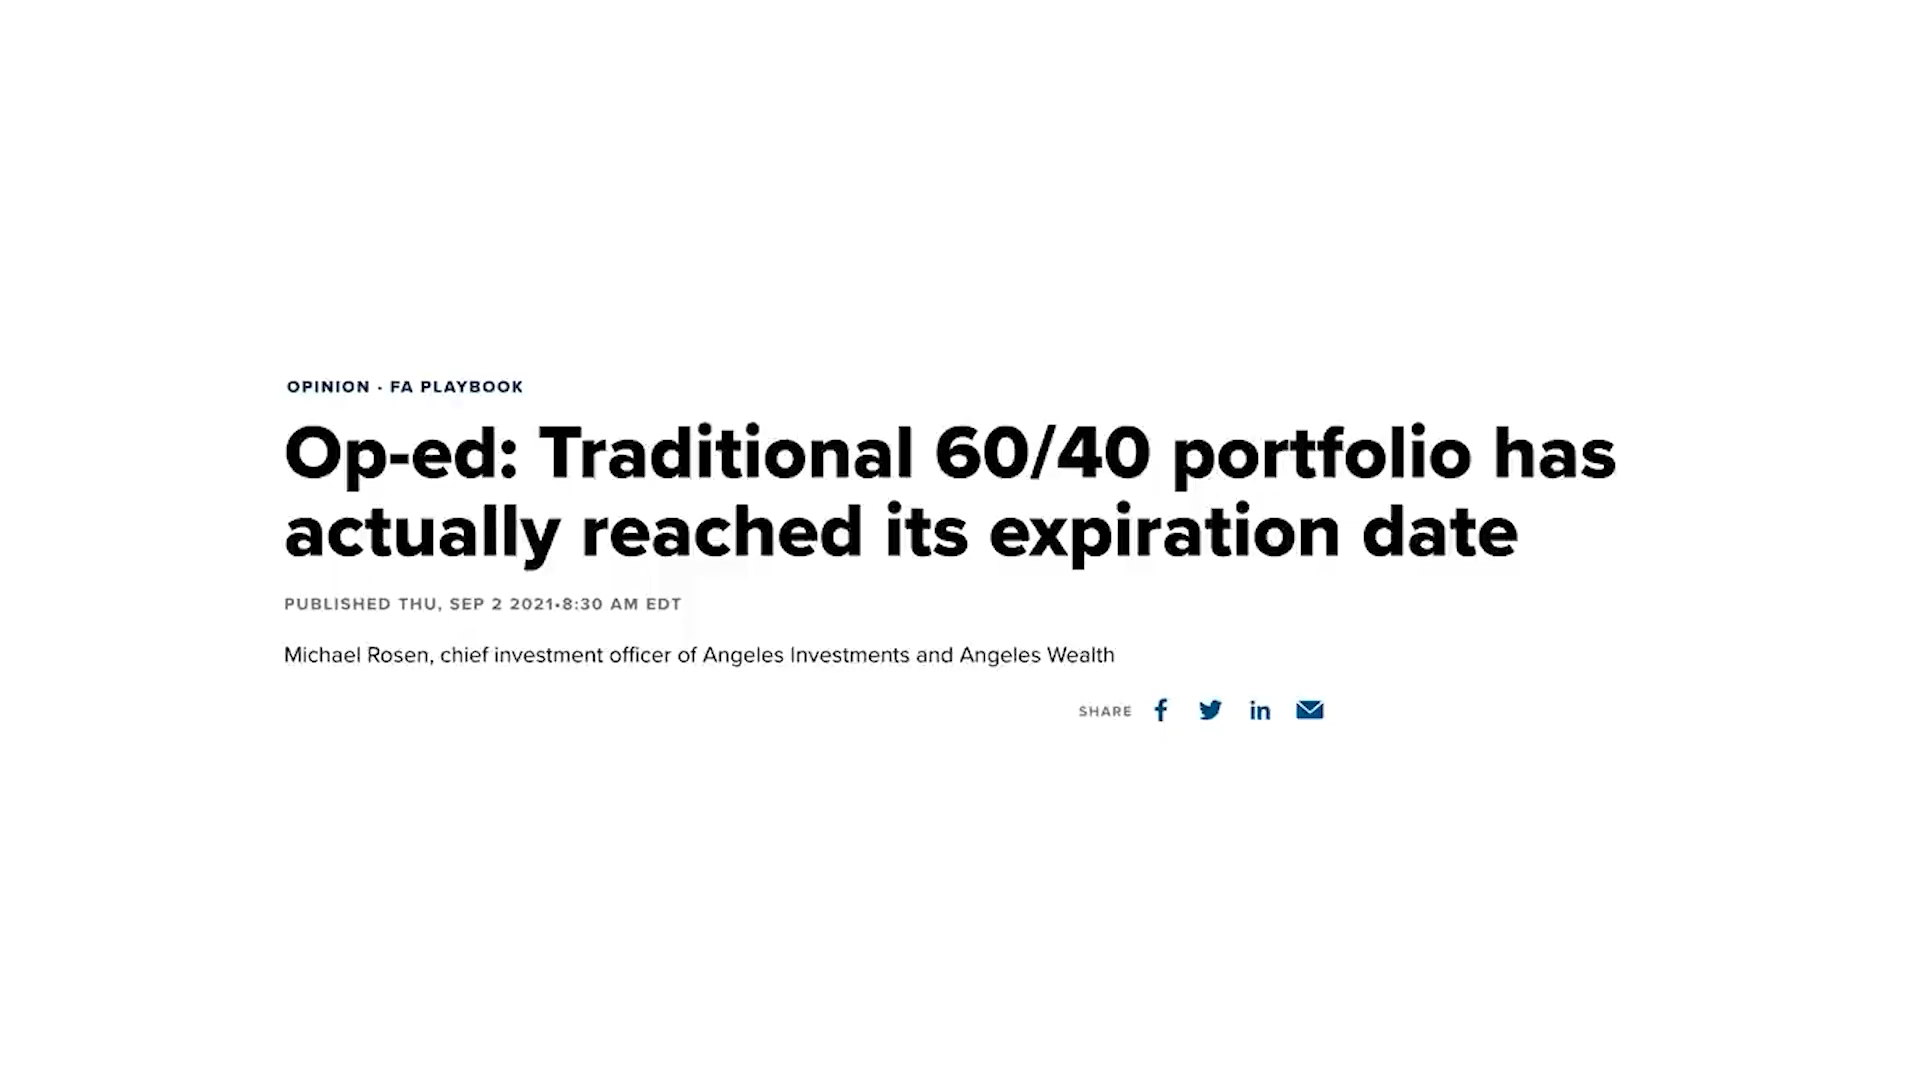 OPINION - FA PLAYBOOK
Op-ed: Traditional 60/40 portfolio has
actually reached its expiration date
PUBLISHED THU, SEP 2 2021•8:30 AM EDT
Michael Rosen, chief investment officer of Angeles Investments and Angeles Wealth
SHARE